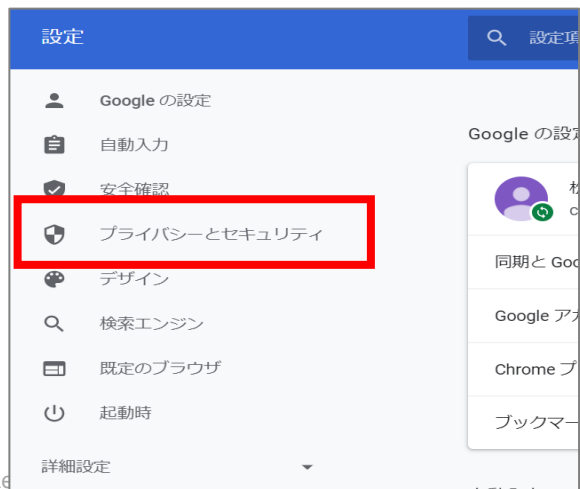 設定
設定項
Google の設定
自動入力
安全確認
プライバシーとセキュリティ
デザイン
検索エンジン
既定のブラウザ
起動時
詳細設定
Google の設定
同期と Goo
Google アカ
Chrome プ
ブックマー